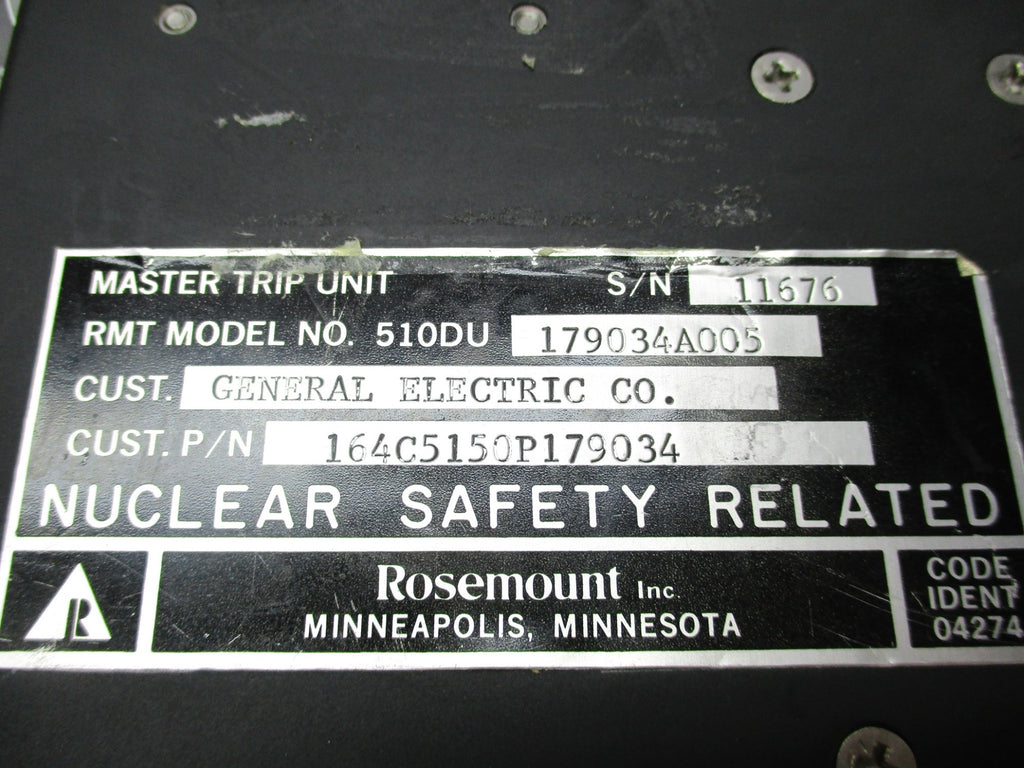 MASTER TRIP UNIT S/N 11676
RMT MODEL NO. 510DU 179034A005
CUST. GENERAL ELECTRIC CO.
CUST. P/N 164C5150P179034
NUCLEAR SAFETY RELATED
R
Rosemount Inc.
MINNEAPOLIS, MINNESOTA
CODE
IDENT
04274